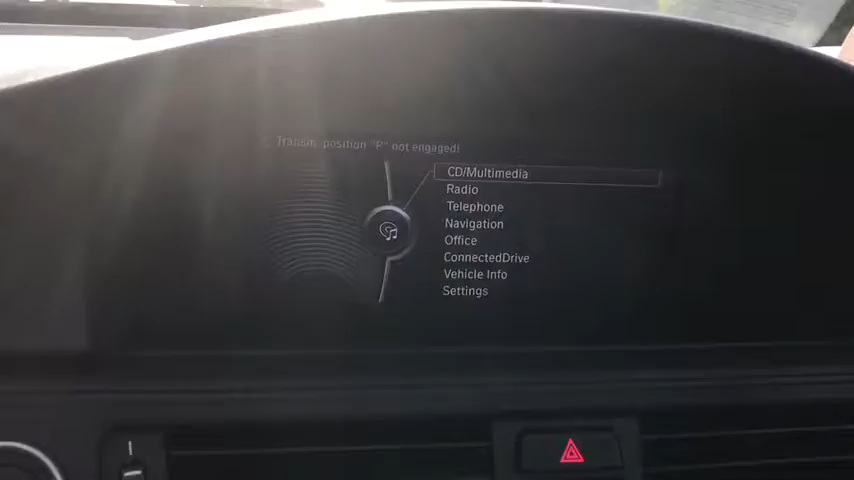 Transm. position "P" not engaged!
CD/Multimedia
Radio
Telephone
Navigation
Office
ConnectedDrive
Vehicle Info
Settings